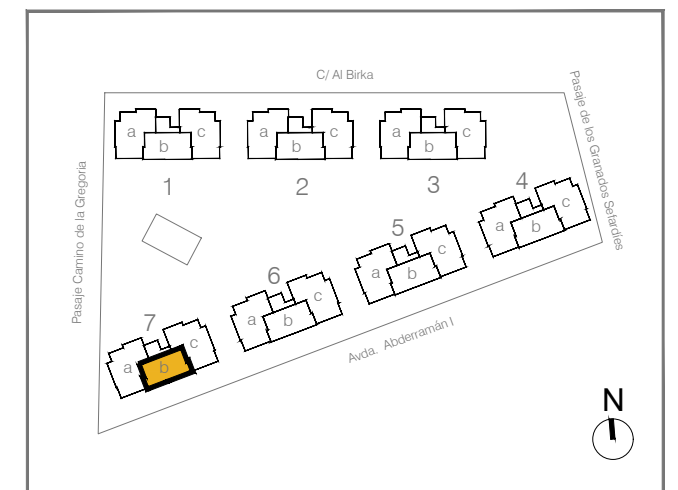 C/ Al Birka
Pasaje de los Granados Sefardíes
Pasaje Camino de la Gregoria
a b c
a b c
a b c
1
2
3
4
a b c
5
a b c
6
a b c
7
a b c
Avda. Abderramán I
N